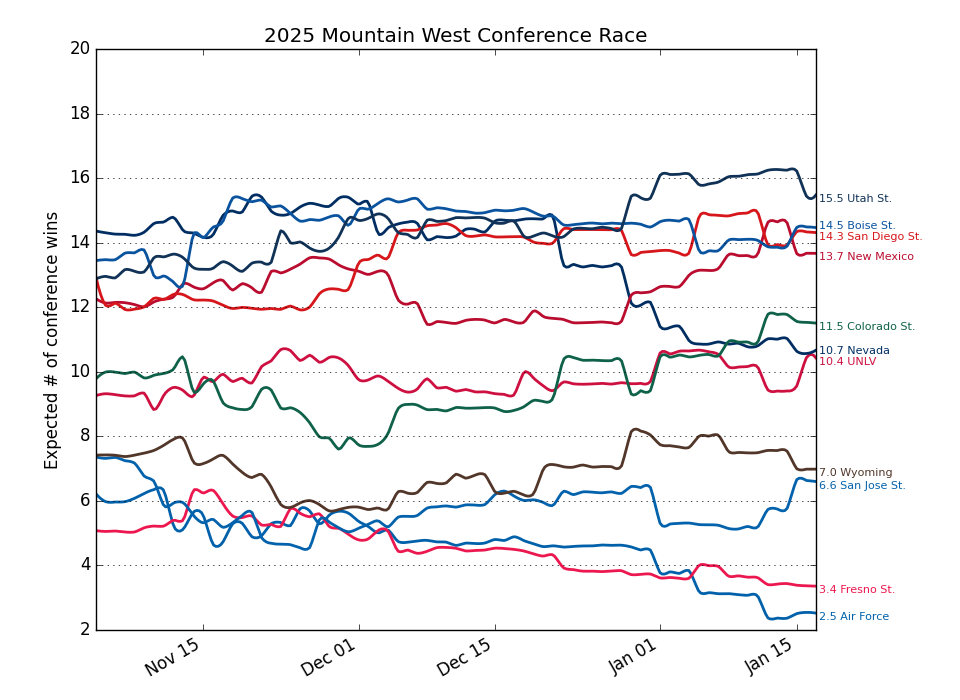 2025 Mountain West Conference Race
Expected # of conference wins
20
18
16
14
12
10
8
6
4
2
15.5 Utah St.
14.5 Boise St.
14.3 San Diego St.
13.7 New Mexico
11.5 Colorado St.
10.7 Nevada
10.4 UNLV
7.0 Wyoming
6.6 San Jose St.
3.4 Fresno St.
2.5 Air Force
Nov 15
Dec 01
Dec 15
Jan 01
Jan 15